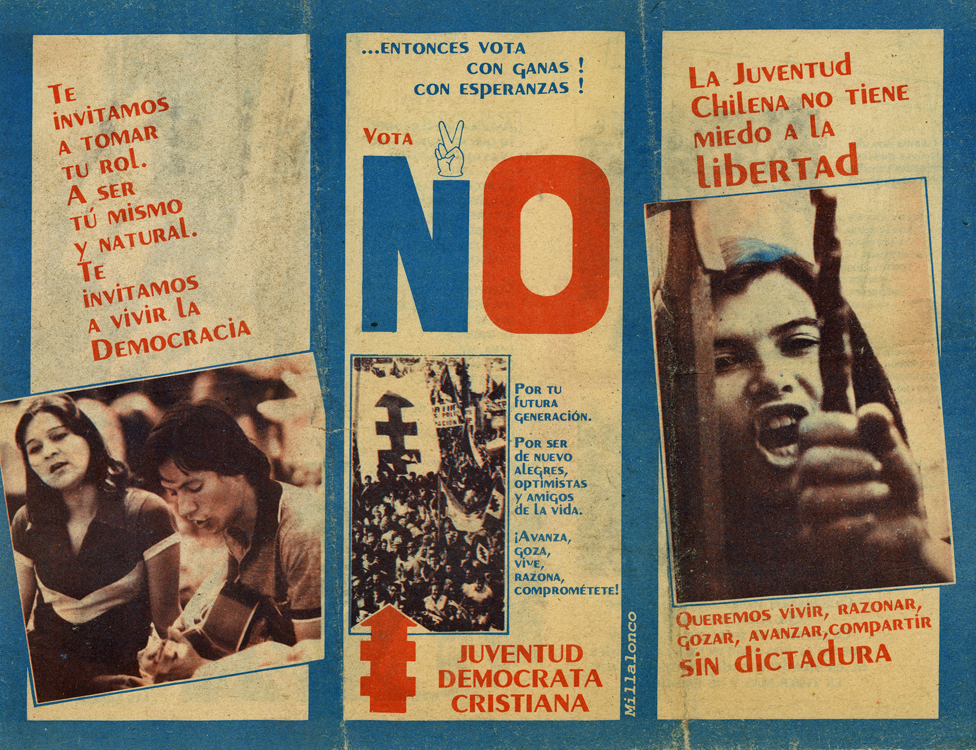 Te
invitamos
a tomar
tu rol.
A ser
tú mismo
y natural.
Te
invitamos
a vivir la
Democracia
...entonces vota
con ganas !
con esperanzas !
Vota
NO
Por tu
futura
generación.
Por ser
de nuevo
alegres,
optimistas
y amigos
de la vida.
¡Avanza,
goza,
vive,
razona,
comprométete!
JUVENTUD
DEMOCRATA
CRISTIANA
Millalonco
La Juventud
Chilena no tiene
miedo a la
libertad
Queremos vivir, razonar,
gozar, avanzar,compartir
sin dictadura